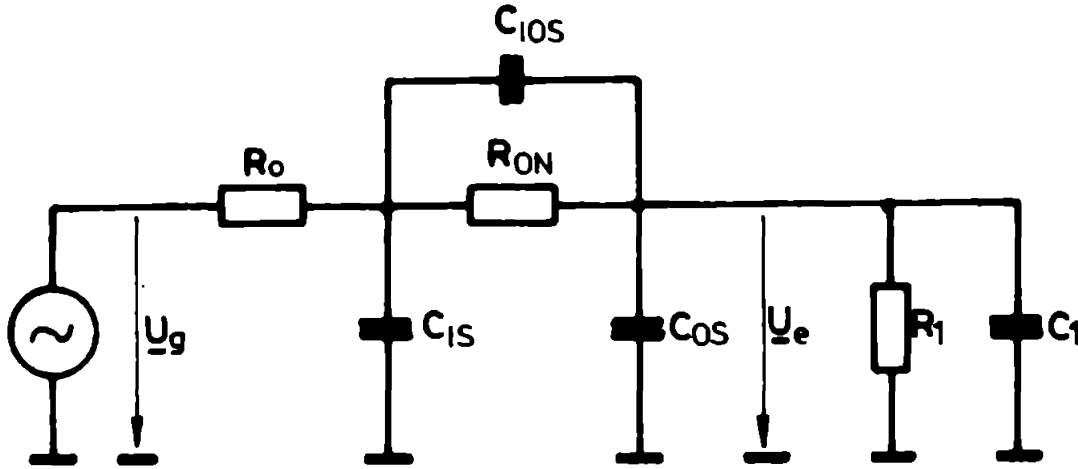 C_IOS
R_O
R_ON
U_g
C_IS
C_OS
U_e
R_1
C_1